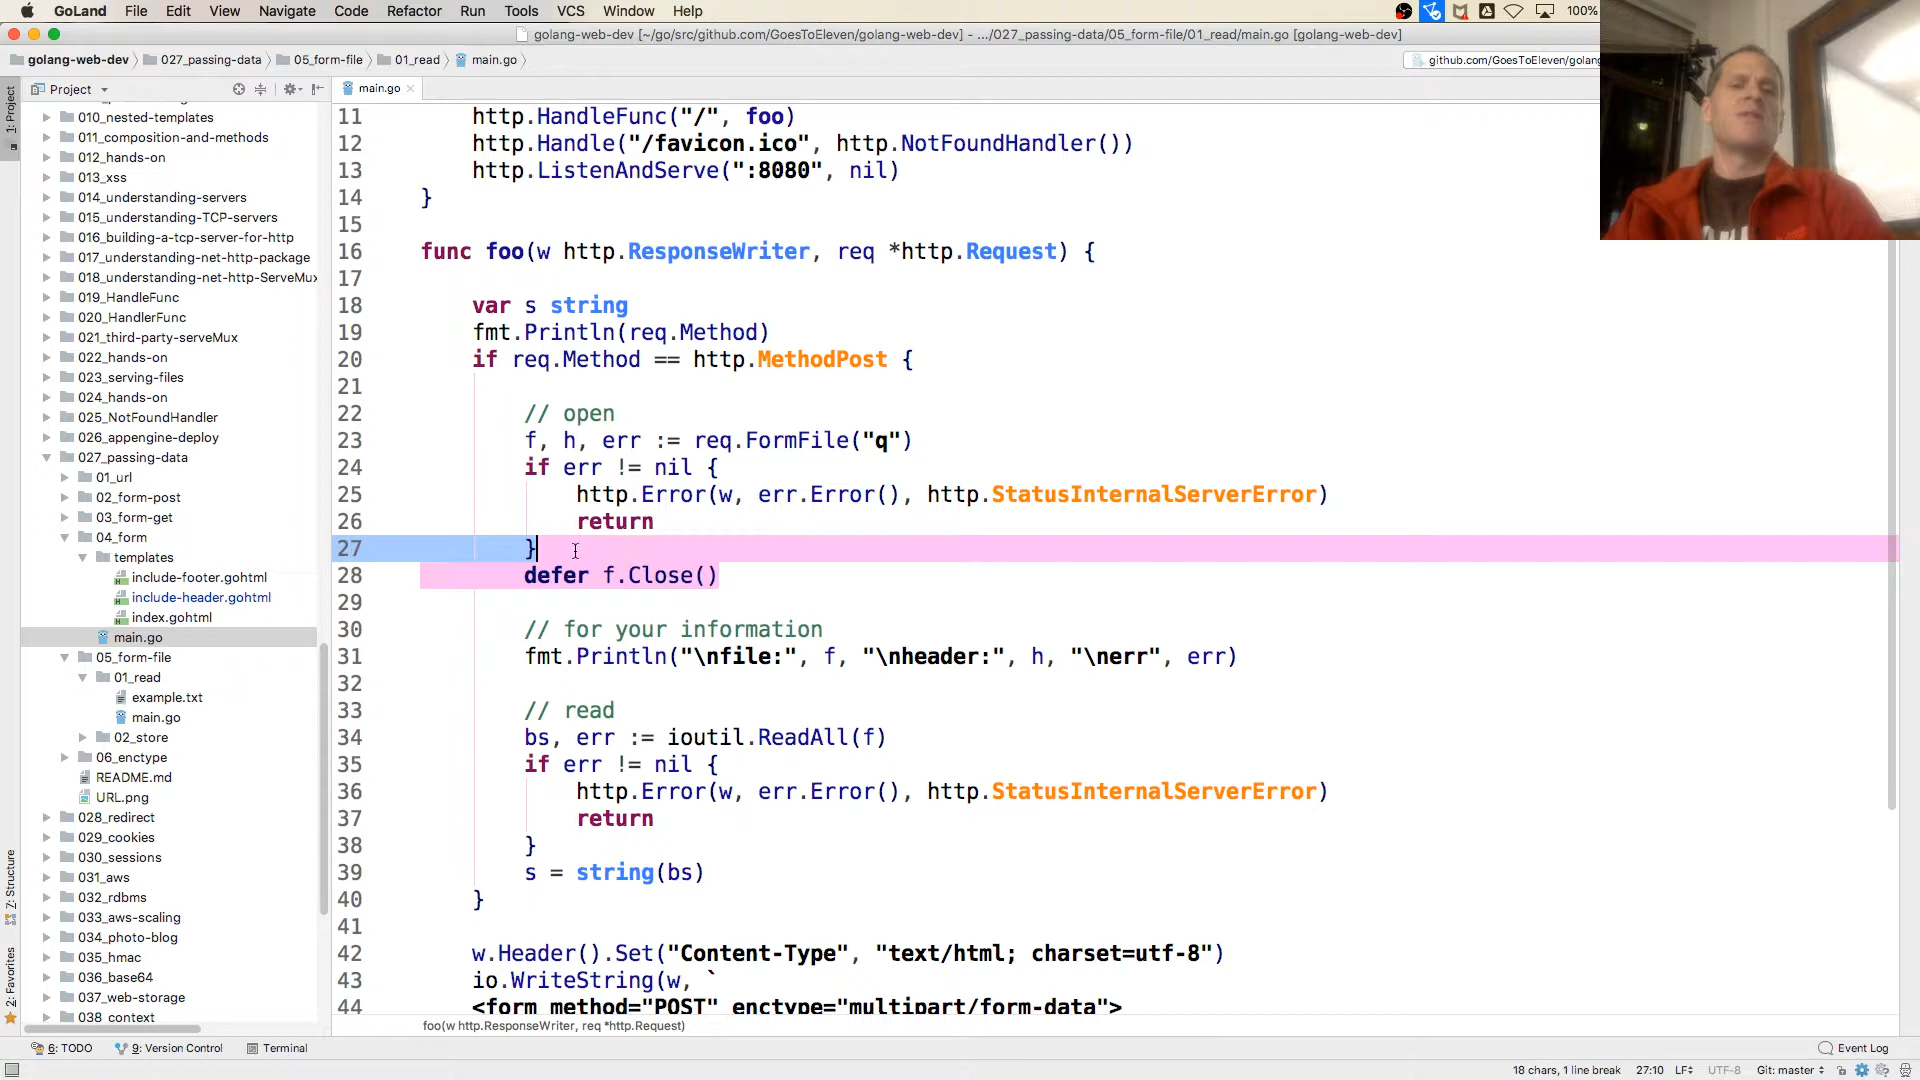 GoLand File Edit View Navigate Code Refactor Run Tools VCS Window Help
100%
golang-web-dev [~/go/src/github.com/GoesToEleven/golang-web-dev] - .../027_passing-data/05_form-file/01_read/main.go [golang-web-dev]
golang-web-dev 027_passing-data 05_form-file 01_read main.go
github.com/GoesToEleven/golan
Project
main.go
1: Project
7: Structure
2: Favorites
010_nested-templates
011_composition-and-methods
012_hands-on
013_xss
014_understanding-servers
015_understanding-TCP-servers
016_building-a-tcp-server-for-http
017_understanding-net-http-package
018_understanding-net-http-ServeMux
019_HandleFunc
020_HandlerFunc
021_third-party-serveMux
022_hands-on
023_serving-files
024_hands-on
025_NotFoundHandler
026_appengine-deploy
027_passing-data
01_url
02_form-post
03_form-get
04_form
templates
include-footer.gohtml
include-header.gohtml
index.gohtml
main.go
05_form-file
01_read
example.txt
main.go
02_store
06_enctype
README.md
URL.png
028_redirect
029_cookies
030_sessions
031_aws
032_rdbms
033_aws-scaling
034_photo-blog
035_hmac
036_base64
037_web-storage
038_context
11 http.HandleFunc("/", foo)
12 http.Handle("/favicon.ico", http.NotFoundHandler())
13 http.ListenAndServe(":8080", nil)
14 }
15
16 func foo(w http.ResponseWriter, req *http.Request) {
17
18 var s string
19 fmt.Println(req.Method)
20 if req.Method == http.MethodPost {
21
22 // open
23 f, h, err := req.FormFile("q")
24 if err != nil {
25 http.Error(w, err.Error(), http.StatusInternalServerError)
26 return
27 }
28 defer f.Close()
29
30 // for your information
31 fmt.Println("\nfile:", f, "\nheader:", h, "\nerr", err)
32
33 // read
34 bs, err := ioutil.ReadAll(f)
35 if err != nil {
36 http.Error(w, err.Error(), http.StatusInternalServerError)
37 return
38 }
39 s = string(bs)
40 }
41
42 w.Header().Set("Content-Type", "text/html; charset=utf-8")
43 io.WriteString(w, `
44 <form method="POST" enctype="multipart/form-data">
foo(w http.ResponseWriter, req *http.Request)
6: TODO 9: Version Control Terminal Event Log
18 chars, 1 line break 27:10 LF UTF-8 Git: master